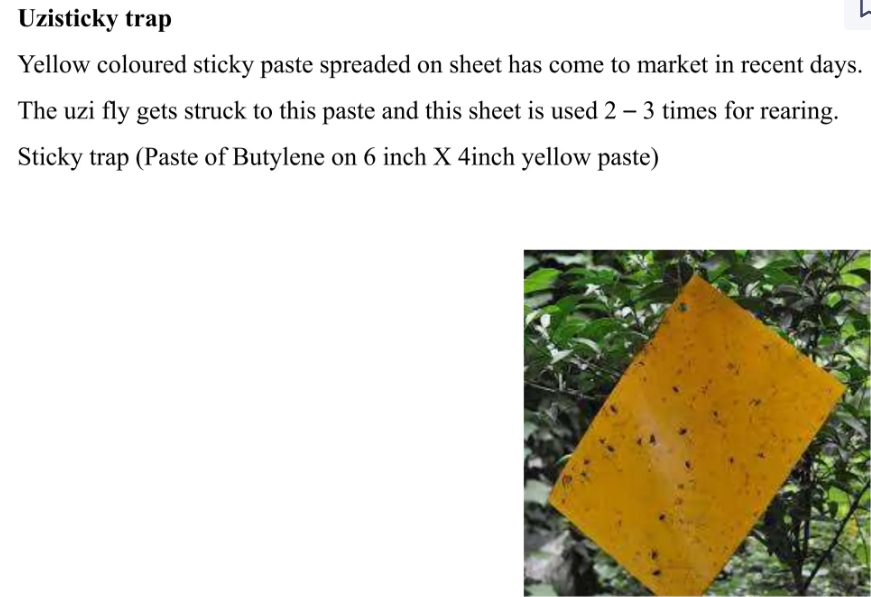 Uzisticky trap
Yellow coloured sticky paste spreaded on sheet has come to market in recent days.
The uzi fly gets struck to this paste and this sheet is used 2 – 3 times for rearing.
Sticky trap (Paste of Butylene on 6 inch X 4inch yellow paste)